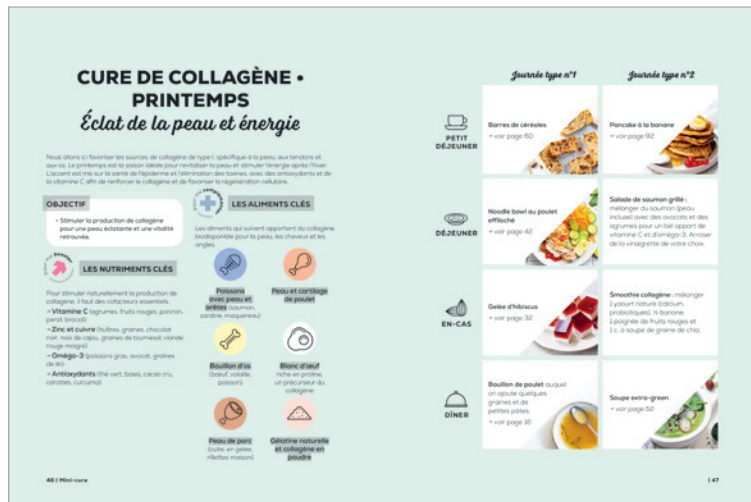 CURE DE COLLAGÈNE •
PRINTEMPS
Éclat de la peau et énergie
Nous allons ici favoriser les sources de collagène de type I, spécifique à la peau, aux tendons et
aux os. Le printemps est la saison idéale pour revitaliser la peau et stimuler l'énergie après l'hiver.
L'accent est mis sur la santé de l'épiderme et l'élimination des toxines, avec des antioxydants et de
la vitamine C afin de renforcer le collagène et de favoriser la régénération cellulaire.
OBJECTIF
• Stimuler la production de collagène
pour une peau éclatante et une vitalité
retrouvée.
pour me booster
LES NUTRIMENTS CLÉS
Pour stimuler naturellement la production de
collagène, il faut des cofacteurs essentiels.
→ Vitamine C (agrumes, fruits rouges, poivron,
persil, brocoli)
→ Zinc et cuivre (huîtres, graines, chocolat
noir, noix de cajou, graines de tournesol, viande
rouge maigre)
→ Oméga-3 (poissons gras, avocat, graines
de lin)
→ Antioxydants (thé vert, baies, cacao cru,
carottes, curcuma)
LES ALIMENTS CLÉS
Les aliments qui suivent apportent du collagène
biodisponible pour la peau, les cheveux et les
ongles.
Poissons
avec peau et
arêtes (saumon,
sardine, maquereau)
Peau et cartilage
de poulet
Bouillon d'os
(bœuf, volaille,
poisson)
Blanc d'œuf
riche en proline,
un précurseur du
collagène
Peau de porc
(cuite, en gelée,
rillettes maison)
Gélatine naturelle
et collagène en
poudre
46 | Mini-cure
Journée type n°1
Journée type n°2
PETIT
DÉJEUNER
Barres de céréales
→ voir page 60
Pancake à la banane
→ voir page 92
DÉJEUNER
Noodle bowl au poulet
effiloché
→ voir page 42
Salade de saumon grillé :
mélanger du saumon (peau
incluse) avec des avocats et des
agrumes pour un bel apport de
vitamine C et d'oméga-3. Arroser
de la vinaigrette de votre choix.
EN-CAS
Gelée d'hibiscus
→ voir page 32
Smoothie collagène : mélanger
1 yaourt nature (calcium,
probiotiques), ½ banane,
1 poignée de fruits rouges et
1 c. à soupe de graine de chia.
DÎNER
Bouillon de poulet auquel
on ajoute quelques
graines et de
petites pâtes
→ voir page 16
Soupe extra-green
→ voir page 52
| 47